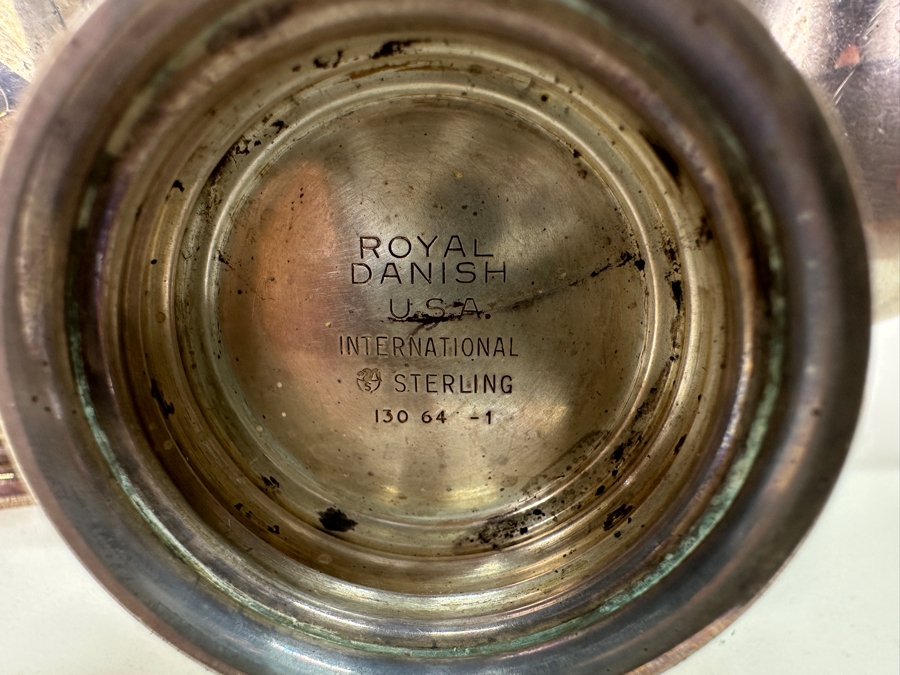 ROYAL
DANISH
U.S.A.
INTERNATIONAL
S STERLING
130 64 -1